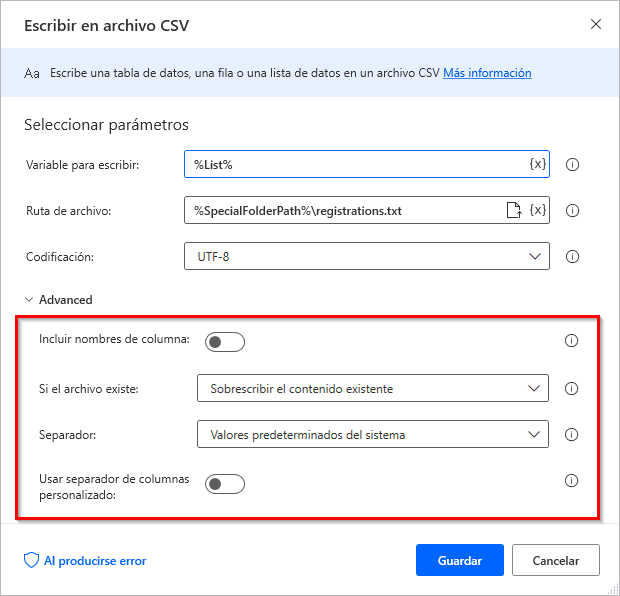 Escribir en archivo CSV
Aa Escribe una tabla de datos, una fila o una lista de datos en un archivo CSV Más información
Seleccionar parámetros
Variable para escribir: %List% {x}
Ruta de archivo: %SpecialFolderPath%\registrations.txt {x}
Codificación: UTF-8
Advanced
Incluir nombres de columna:
Si el archivo existe: Sobrescribir el contenido existente
Separador: Valores predeterminados del sistema
Usar separador de columnas
personalizado:
Al producirse error Guardar Cancelar